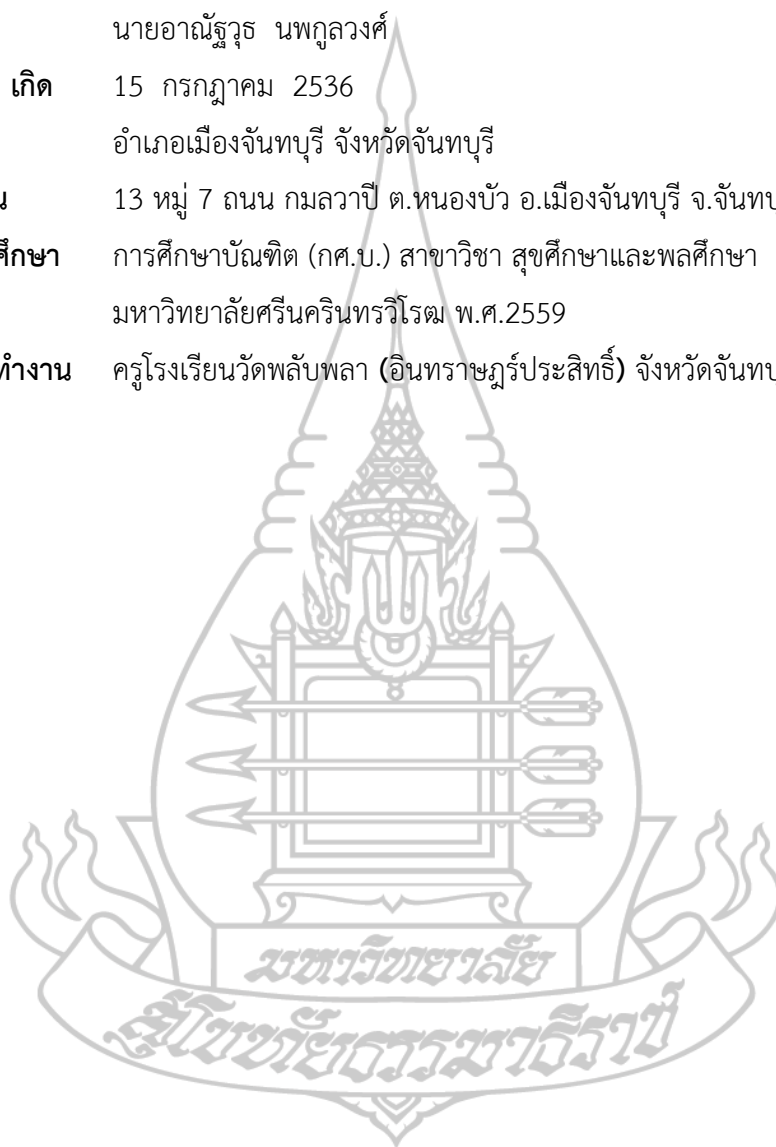 นายอาณัฐวุธ นพกูลวงศ์
เกิด 15 กรกฎาคม 2536
อำเภอเมืองจันทบุรี จังหวัดจันทบุรี
13 หมู่ 7 ถนน กมลวาปี ต.หนองบัว อ.เมืองจันทบุรี
ศึกษา การศึกษาบัณฑิต (กศ.บ.) สาขาวิชา สุขศึกษาและพลศึกษา
มหาวิทยาลัยศรีนครินทรวิโรฒ พ.ศ.2559
ทำงาน ครูโรงเรียนวัดพลับพลา (อินทราษฎร์ประสิทธิ์) จังหวัดจันทบ
มหาวิทยาลัย
สุโขทัยธรรมาธิราช